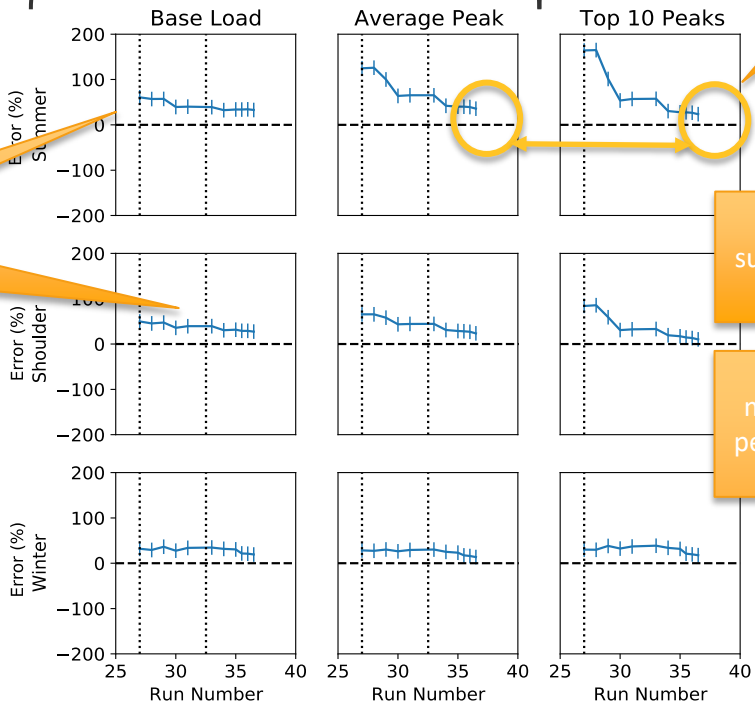 Base Load
Average Peak
Top 10 Peaks
200
100
0
−100
−200
Error (%)
Summer
200
100
0
−100
−200
Error (%)
Shoulder
200
100
0
−100
−200
Error (%)
Winter
25 30 35 40
25 30 35 40
25 30 35 40
Run Number
Run Number
Run Number